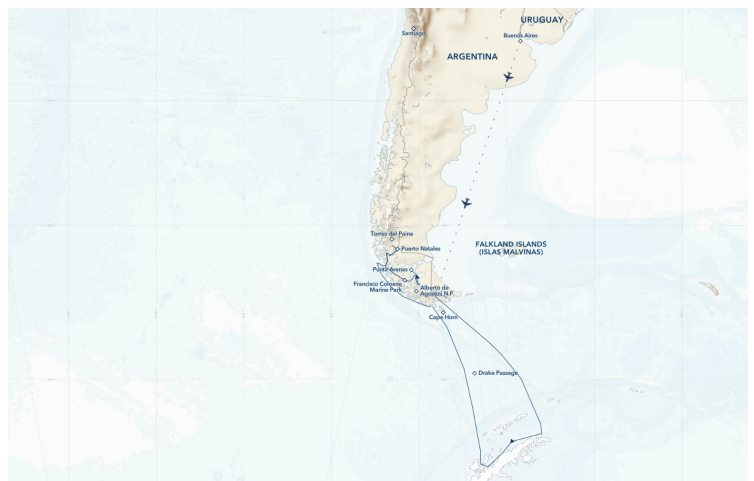 URUGUAY
Santiago
Buenos Aires
ARGENTINA
Torres del Paine
FALKLAND ISLANDS
(ISLAS MALVINAS)
Puerto Natales
Punta Arenas
Francisco Coloane
Marine Park
Alberto de
Agostini N.P.
Cape Horn
Drake Passage